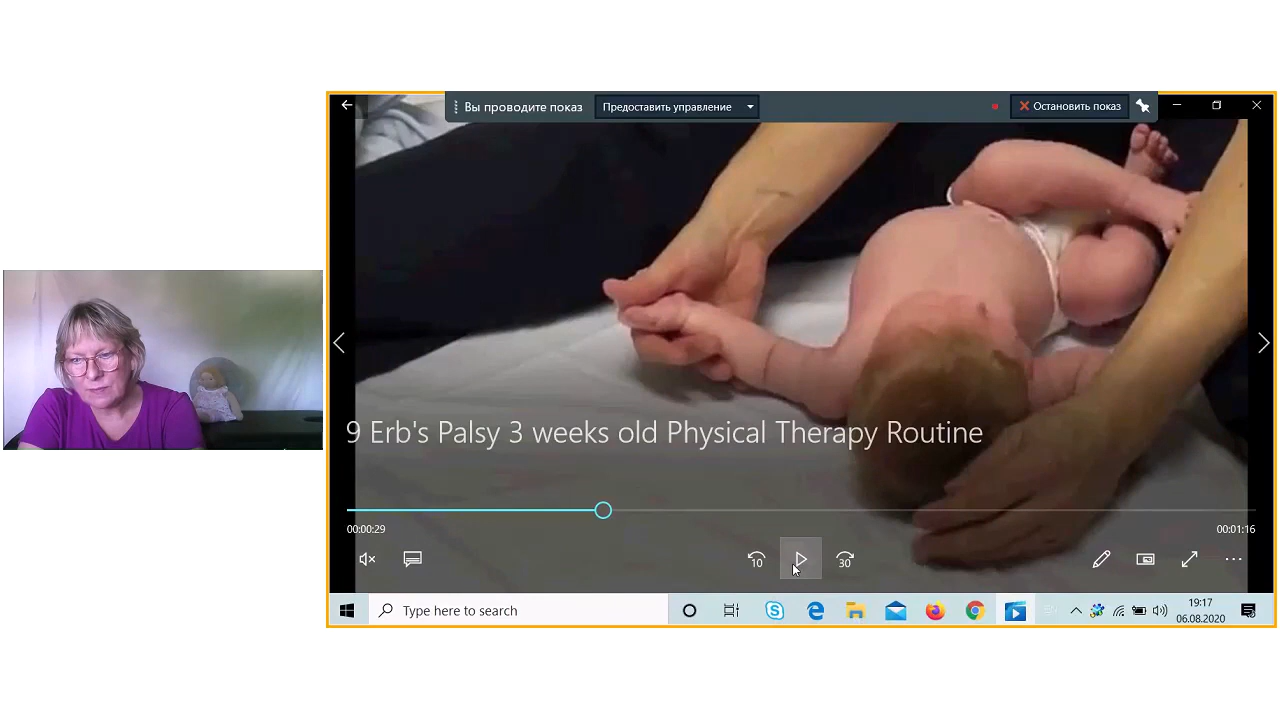 Вы проводите показ
Предоставить управление
Остановить показ
9 Erb's Palsy 3 weeks old Physical Therapy Routine
00:00:29
00:01:16
10
30
Type here to search
19:17
06.08.2020